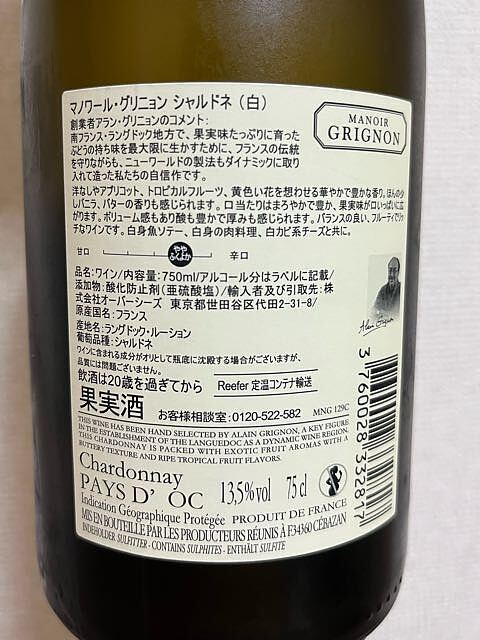 マノワール・グリニョン シャルドネ（白）
MANOIR
GRIGNON
創業者アラン・グリニョンのコメント：
南フランス・ラングドック地方で、果実味たっぷりに育った
ぶどうの持ち味を最大限に生かすために、フランスの伝統
を守りながらも、ニューワールドの製法もダイナミックに取り
入れて造った私たちの自信作です。
洋なしやアプリコット、トロピカルフルーツ、黄色い花を想わせる華やかで豊かな香り。ほんの少
しバニラ、バターの香りも感じられます。口当たりはまろやかで、果実味が口いっぱいに広
がります。ボリューム感もあり酸も豊かで厚みも感じられます。バランスの良い、フルーティでリッ
チなワインです。白身魚ソテー、白身の肉料理、白カビ系チーズと共に。
甘口 やや ふくよか 辛口
品名：ワイン/内容量：750ml/アルコール分はラベルに記載/
添加物：酸化防止剤（亜硫酸塩）/輸入者及び引取先：株
式会社オーバーシーズ 東京都世田谷区代田2-31-8/
原産国名：フランス
産地名：ラングドック・ルーション
葡萄品種：シャルドネ
ワインに含まれる成分がオリとして瓶底に沈殿する場合がございますが、
品質には問題ございません。
飲酒は20歳を過ぎてから
Reefer 定温コンテナ輸送
果実酒
お客様相談室：0120-522-582
MNG 129C
Alain Grignon
3760028332817
THIS WINE HAS BEEN HAND SELECTED BY ALAIN GRIGNON, A KEY FIGURE
IN THE ESTABLISHMENT OF THE LANGUEDOC AS A DYNAMIC WINE REGION.
THIS CHARDONNAY IS PACKED WITH EXOTIC FRUIT AROMAS WITH A
BUTTERY TEXTURE AND RIPE TROPICAL FRUIT FLAVORS.
Chardonnay
PAYS D' OC
13,5%vol 75 cl
Indication Géographique Protégée PRODUIT DE FRANCE
MIS EN BOUTEILLE PAR LES PRODUCTEURS RÉUNIS À F.34360 CÉBAZAN
INDEHOLDER SULFITTER - CONTAINS SULPHITES - ENTHÄLT SULFITE